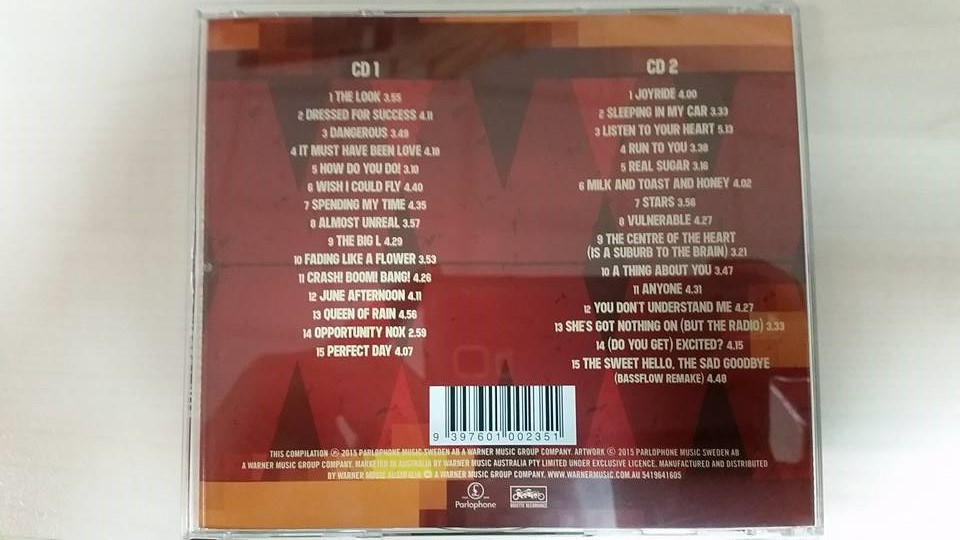 CD 1
1 THE LOOK 3.55
2 DRESSED FOR SUCCESS 4.11
3 DANGEROUS 3.49
4 IT MUST HAVE BEEN LOVE 4.18
5 HOW DO YOU DO! 3.10
6 WISH I COULD FLY 4.40
7 SPENDING MY TIME 4.35
8 ALMOST UNREAL 3.57
9 THE BIG L 4.29
10 FADING LIKE A FLOWER 3.53
11 CRASH! BOOM! BANG! 4.26
12 JUNE AFTERNOON 4.11
13 QUEEN OF RAIN 4.56
14 OPPORTUNITY NOX 2.59
15 PERFECT DAY 4.07
CD 2
1 JOYRIDE 4.00
2 SLEEPING IN MY CAR 3.33
3 LISTEN TO YOUR HEART 5.13
4 RUN TO YOU 3.38
5 REAL SUGAR 3.16
6 MILK AND TOAST AND HONEY 4.02
7 STARS 3.56
8 VULNERABLE 4.27
9 THE CENTRE OF THE HEART
(IS A SUBURB TO THE BRAIN) 3.21
10 A THING ABOUT YOU 3.47
11 ANYONE 4.31
12 YOU DON'T UNDERSTAND ME 4.27
13 SHE'S GOT NOTHING ON (BUT THE RADIO) 3.33
14 (DO YOU GET) EXCITED? 4.15
15 THE SWEET HELLO, THE SAD GOODBYE
(BASSFLOW REMAKE) 4.48
9 397601 002351
THIS COMPILATION ℗ 2015 PARLOPHONE MUSIC SWEDEN AB A WARNER MUSIC GROUP COMPANY. ARTWORK © 2015 PARLOPHONE MUSIC SWEDEN AB
A WARNER MUSIC GROUP COMPANY. MARKETED IN AUSTRALIA BY WARNER MUSIC AUSTRALIA PTY LIMITED UNDER EXCLUSIVE LICENCE. MANUFACTURED AND DISTRIBUTED
BY WARNER MUSIC AUSTRALIA A WARNER MUSIC GROUP COMPANY. WWW.WARNERMUSIC.COM.AU 5419641605
Parlophone
ROXETTE RECORDINGS